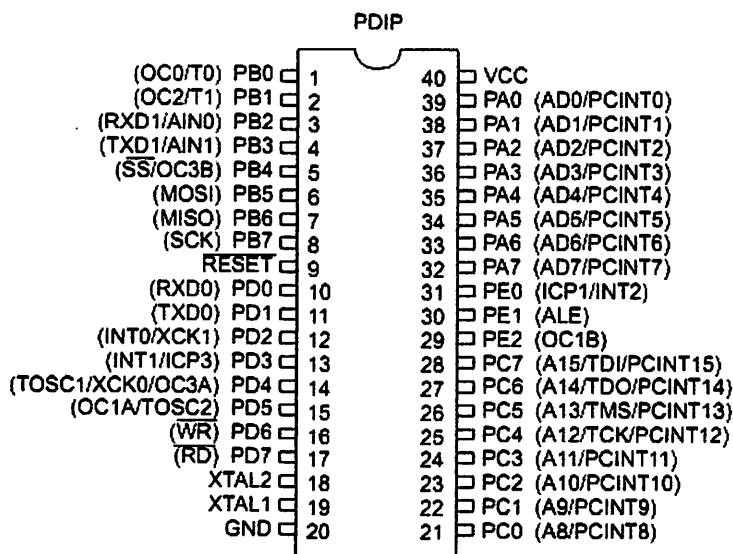 PDIP
(OC0/T0) PB0 1 40 VCC
(OC2/T1) PB1 2 39 PA0 (AD0/PCINT0)
(RXD1/AIN0) PB2 3 38 PA1 (AD1/PCINT1)
(TXD1/AIN1) PB3 4 37 PA2 (AD2/PCINT2)
(SS/OC3B) PB4 5 36 PA3 (AD3/PCINT3)
(MOSI) PB5 6 35 PA4 (AD4/PCINT4)
(MISO) PB6 7 34 PA5 (AD5/PCINT5)
(SCK) PB7 8 33 PA6 (AD6/PCINT6)
RESET 9 32 PA7 (AD7/PCINT7)
(RXD0) PD0 10 31 PE0 (ICP1/INT2)
(TXD0) PD1 11 30 PE1 (ALE)
(INT0/XCK1) PD2 12 29 PE2 (OC1B)
(INT1/ICP3) PD3 13 28 PC7 (A15/TDI/PCINT15)
(TOSC1/XCK0/OC3A) PD4 14 27 PC6 (A14/TDO/PCINT14)
(OC1A/TOSC2) PD5 15 26 PC5 (A13/TMS/PCINT13)
(WR) PD6 16 25 PC4 (A12/TCK/PCINT12)
(RD) PD7 17 24 PC3 (A11/PCINT11)
XTAL2 18 23 PC2 (A10/PCINT10)
XTAL1 19 22 PC1 (A9/PCINT9)
GND 20 21 PC0 (A8/PCINT8)